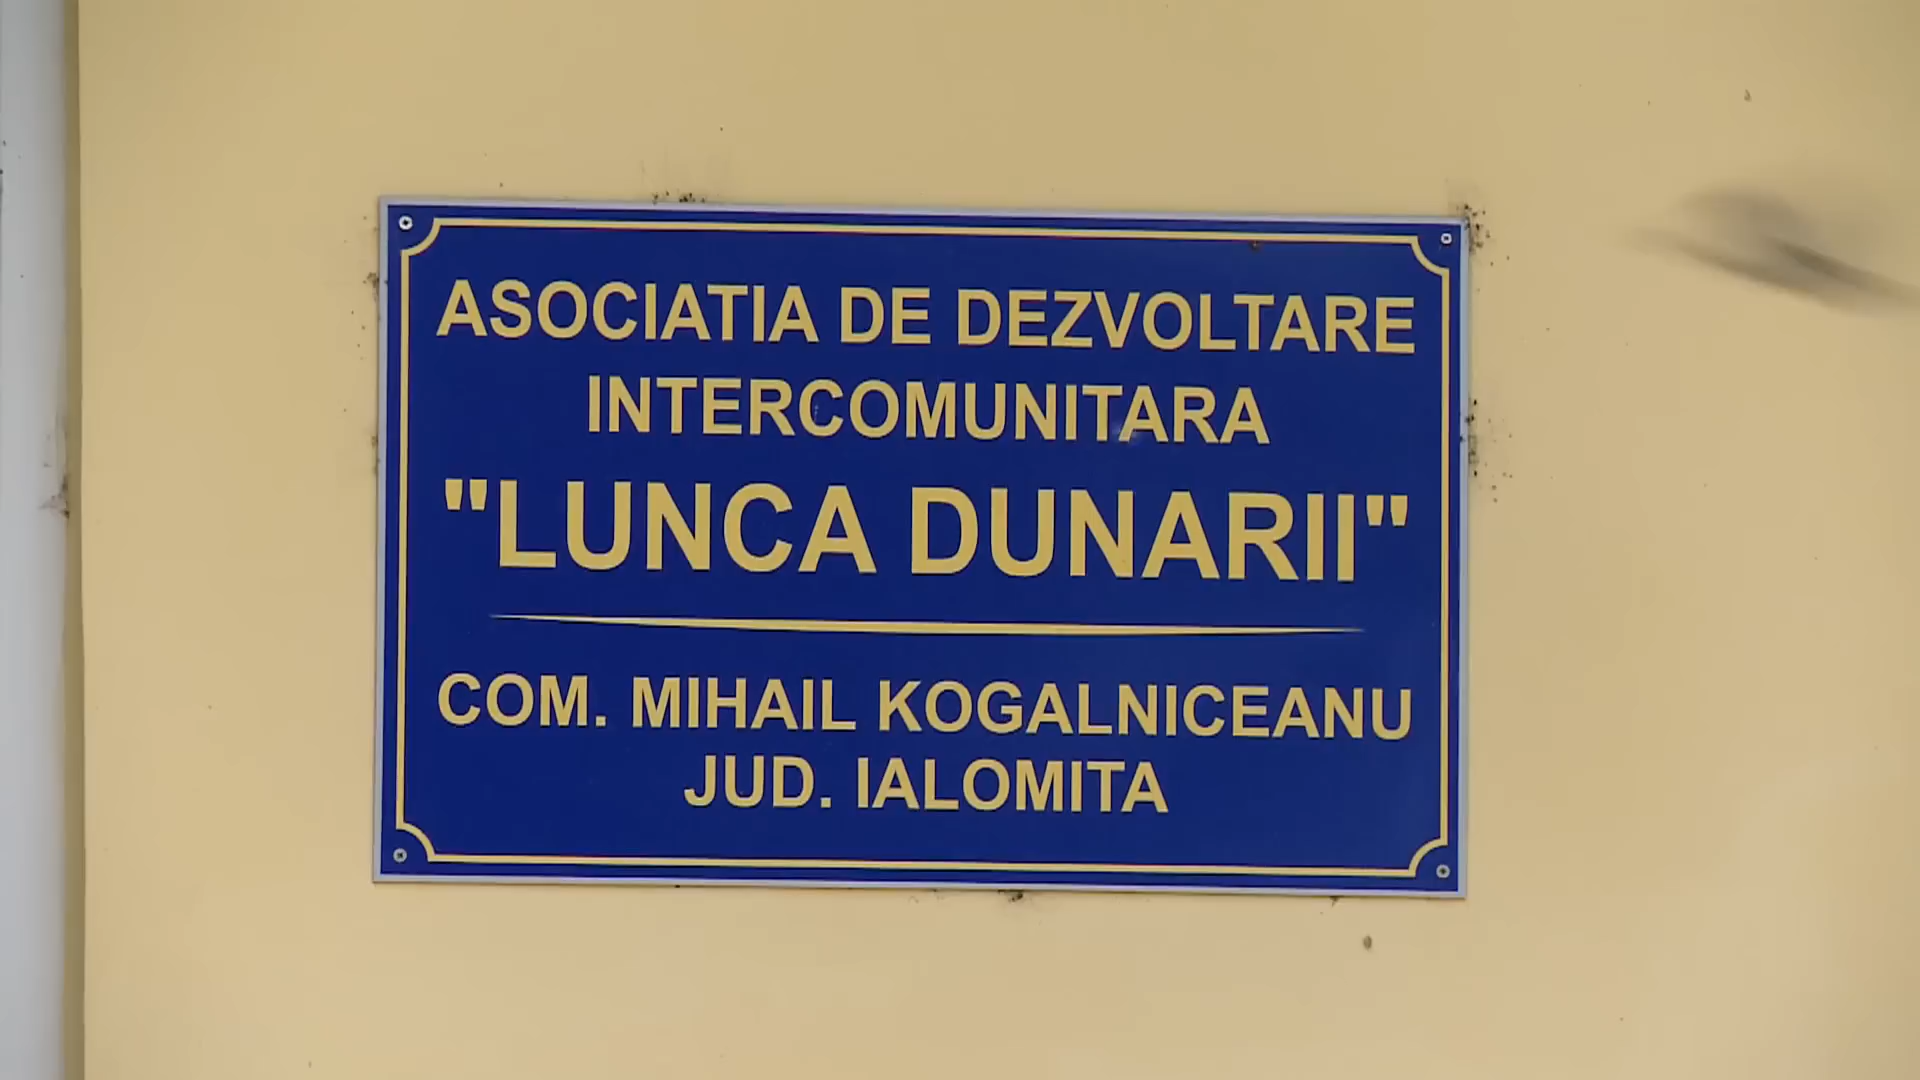 ASOCIATIA DE DEZVOLTARE
INTERCOMUNITARA
"LUNCA DUNARII"
COM. MIHAIL KOGALNICEANU
JUD. IALOMITA